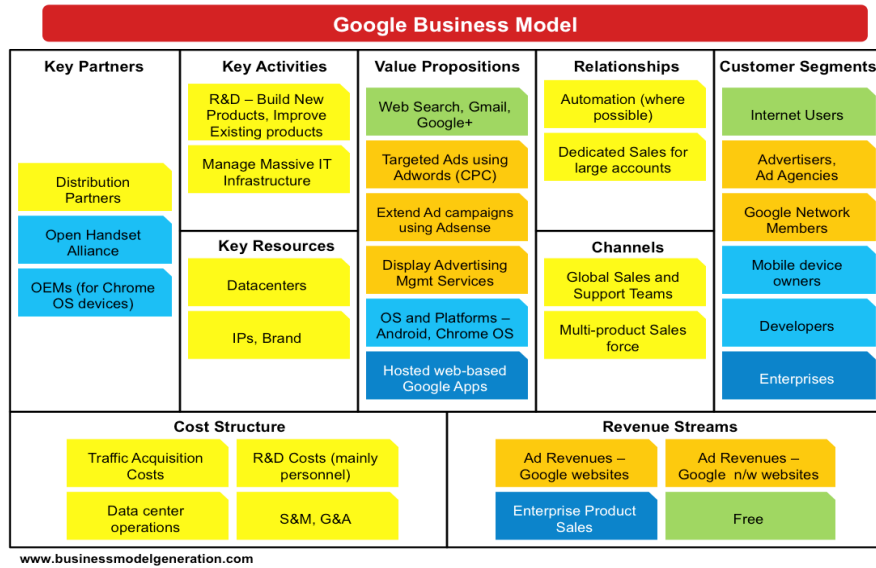 Google Business Model
Key Partners
Distribution
Partners
Open Handset
Alliance
OEMs (for Chrome
OS devices)
Key Activities
R&D – Build New
Products, Improve
Existing products
Manage Massive IT
Infrastructure
Key Resources
Datacenters
IPs, Brand
Value Propositions
Web Search, Gmail,
Google+
Targeted Ads using
Adwords (CPC)
Extend Ad campaigns
using Adsense
Display Advertising
Mgmt Services
OS and Platforms –
Android, Chrome OS
Hosted web-based
Google Apps
Relationships
Automation (where
possible)
Dedicated Sales for
large accounts
Channels
Global Sales and
Support Teams
Multi-product Sales
force
Customer Segments
Internet Users
Advertisers,
Ad Agencies
Google Network
Members
Mobile device
owners
Developers
Enterprises
Cost Structure
Traffic Acquisition
Costs
R&D Costs (mainly
personnel)
Data center
operations
S&M, G&A
Revenue Streams
Ad Revenues –
Google websites
Ad Revenues –
Google n/w websites
Enterprise Product
Sales
Free
www.businessmodelgeneration.com